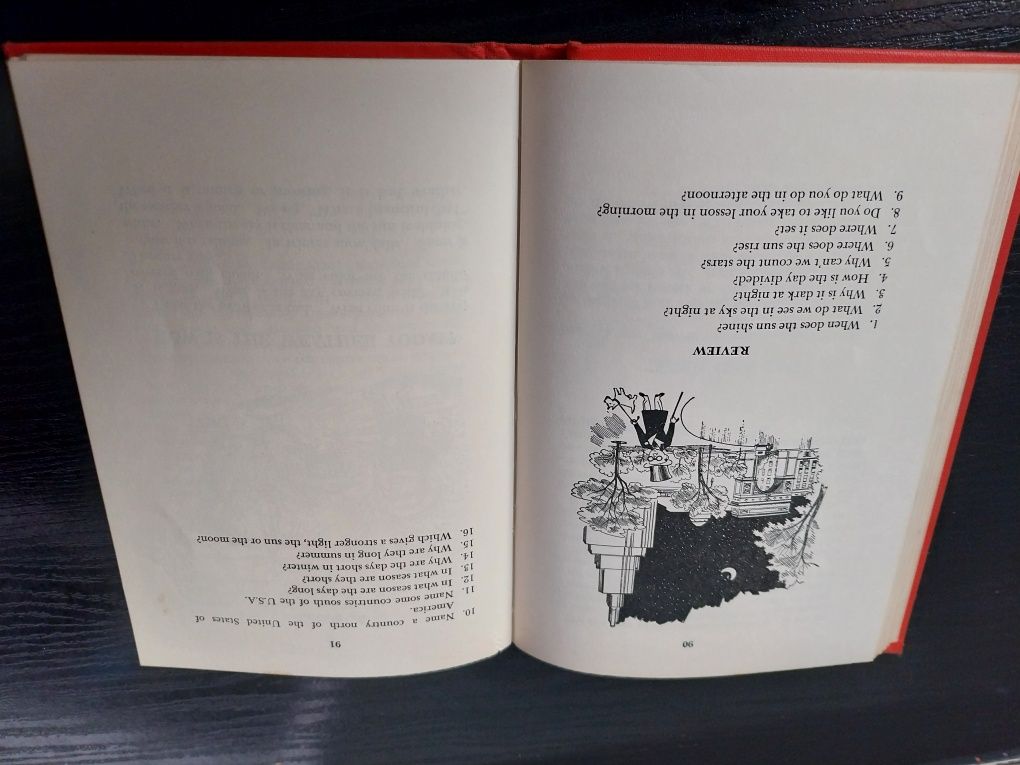 90
REVIEW
1. When does the sun shine?
2. What do we see in the sky at night?
3. Why is it dark at night?
4. How is the day divided?
5. Why can't we count the stars?
6. Where does the sun rise?
7. Where does it set?
8. Do you like to take your lesson in the morning?
9. What do you do in the afternoon?
91
10. Name a country north of the United States of
America.
11. Name some countries south of the U.S.A.
12. In what season are the days long?
13. In what season are they short?
14. Why are the days short in winter?
15. Why are they long in summer?
16. Which gives a stronger light, the sun or the moon?